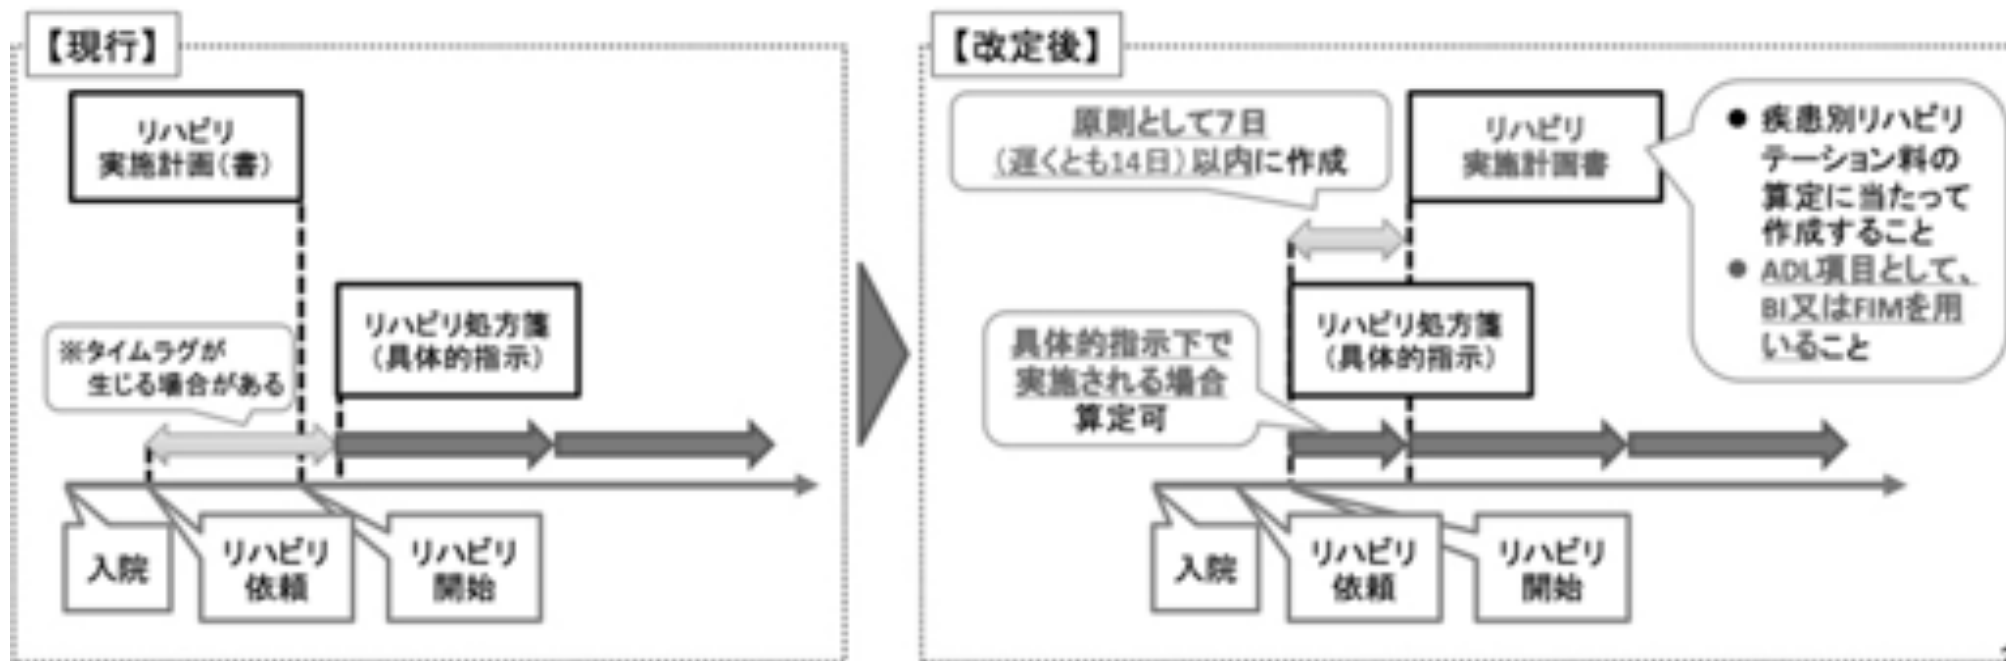 【現行】
リハビリ
実施計画(書)
※タイムラグが
生じる場合がある
リハビリ処方箋
(具体的指示)
入院
リハビリ
依頼
リハビリ
開始
【改定後】
原則として7日
(遅くとも14日)以内に作成
リハビリ
実施計画書
● 疾患別リハビリ
テーション料の
算定に当たって
作成すること
● ADL項目として、
BI又はFIMを用
いること
具体的指示下で
実施される場合
算定可
リハビリ処方箋
(具体的指示)
入院
リハビリ
依頼
リハビリ
開始